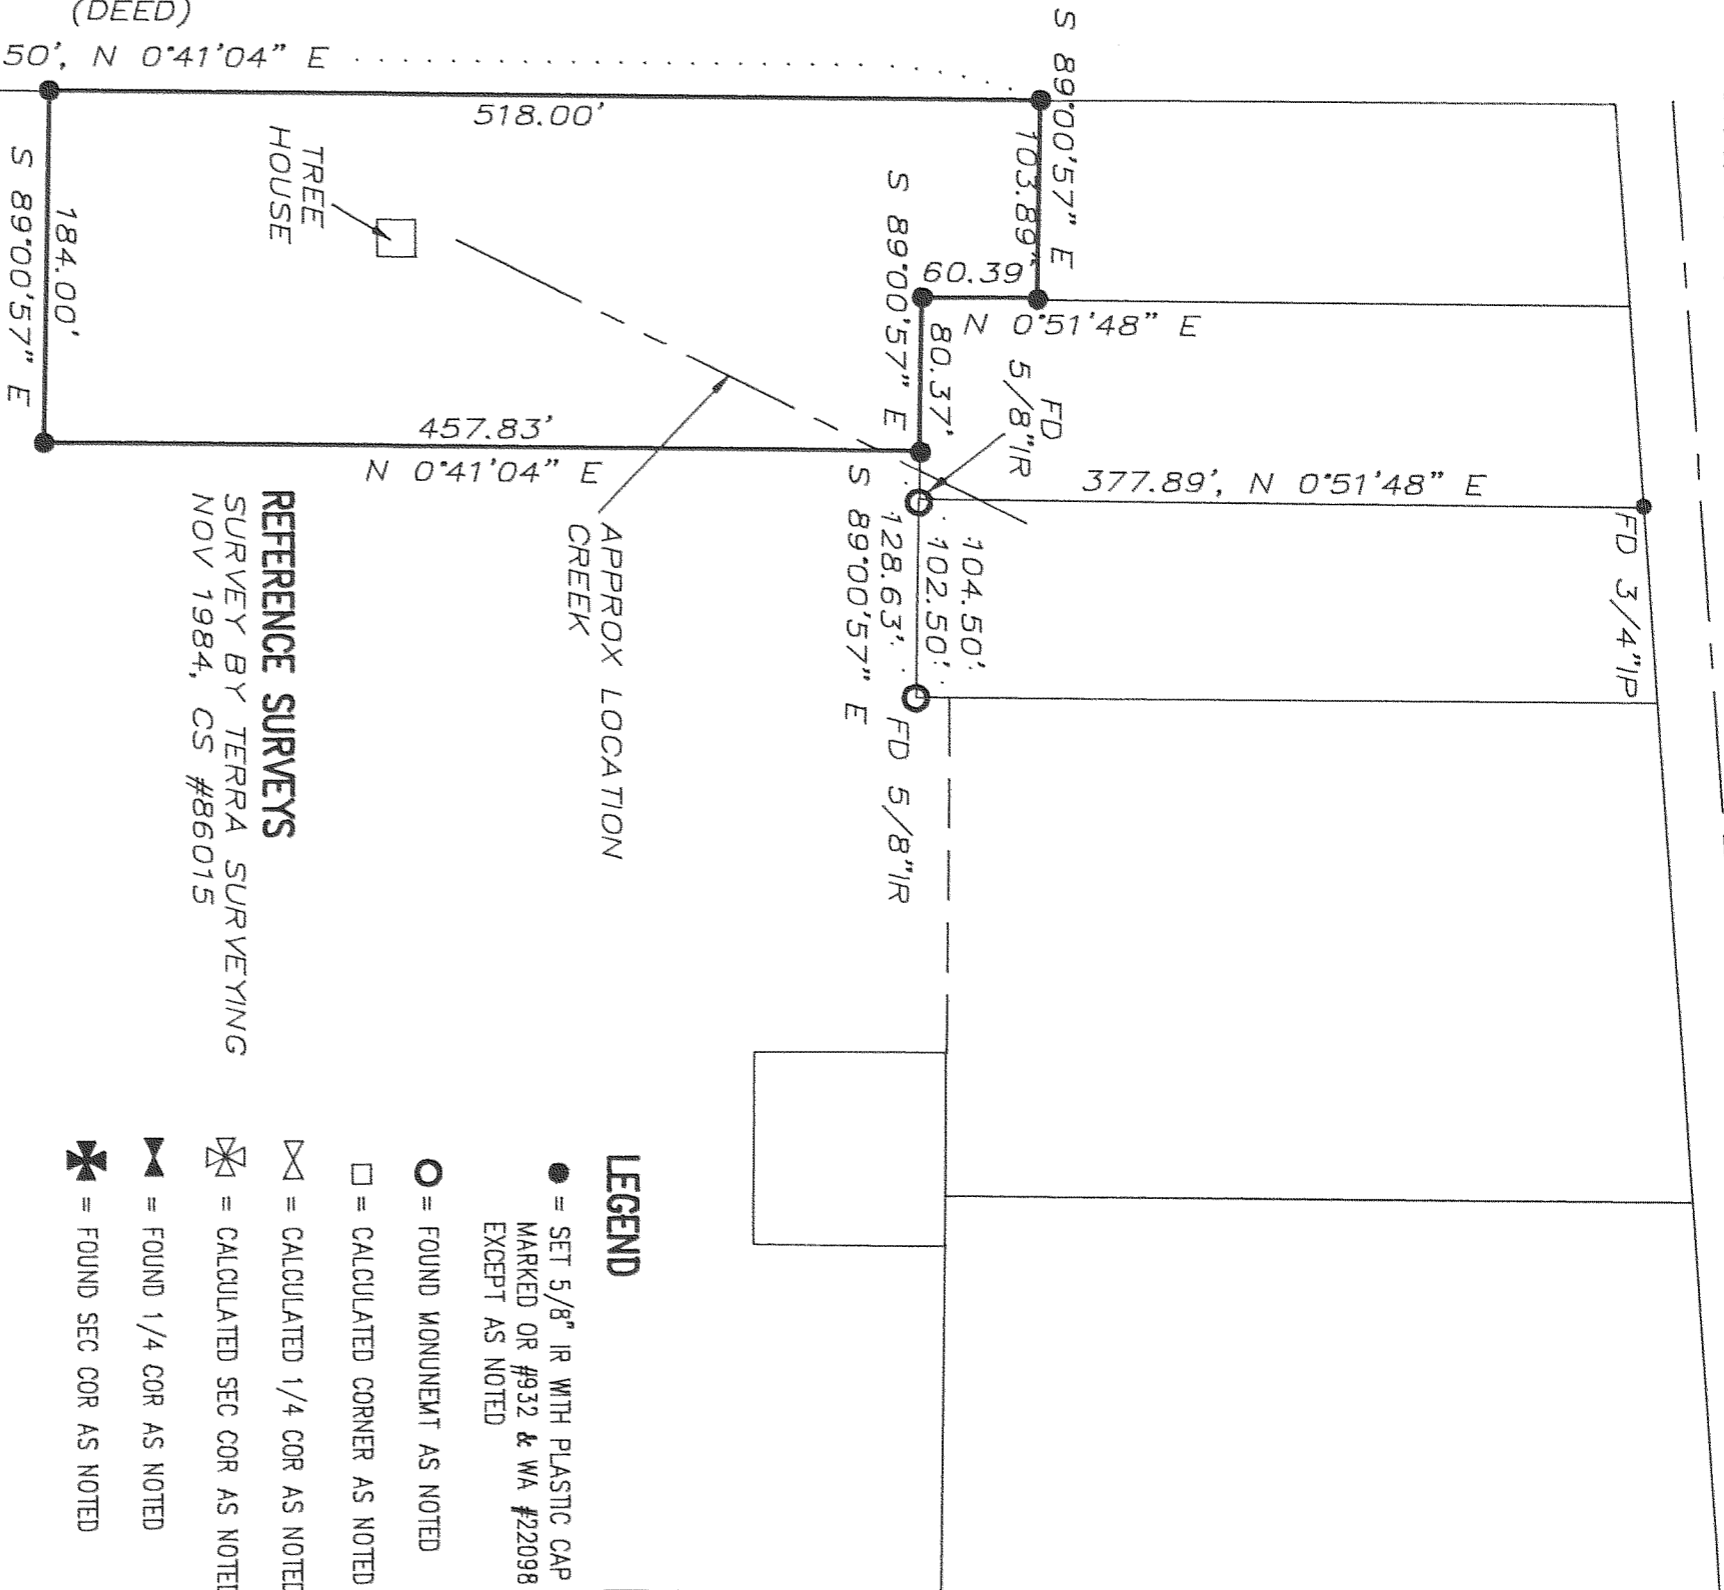 (DEED)
50', N 0°41'04" E
518.00'
S 89°00'57" E
103.89'
60.39'
N 0°51'48" E
S 89°00'57" E
80.37'
FD
5/8"IR
377.89', N 0°51'48" E
FD 3/4"IP
TREE
HOUSE
184.00'
S 89°00'57" E
457.83'
N 0°41'04" E
104.50'
102.50'
128.63'
S 89°00'57" E
FD 5/8"IR
APPROX LOCATION
CREEK
REFERENCE SURVEYS
SURVEY BY TERRA SURVEYING
NOV 1984, CS #86015
LEGEND
● = SET 5/8" IR WITH PLASTIC CAP
MARKED OR #932 & WA #22098
EXCEPT AS NOTED
= FOUND MONUNEMT AS NOTED
= CALCULATED CORNER AS NOTED
= CALCULATED 1/4 COR AS NOTED
= CALCULATED SEC COR AS NOTED
= FOUND 1/4 COR AS NOTED
= FOUND SEC COR AS NOTED